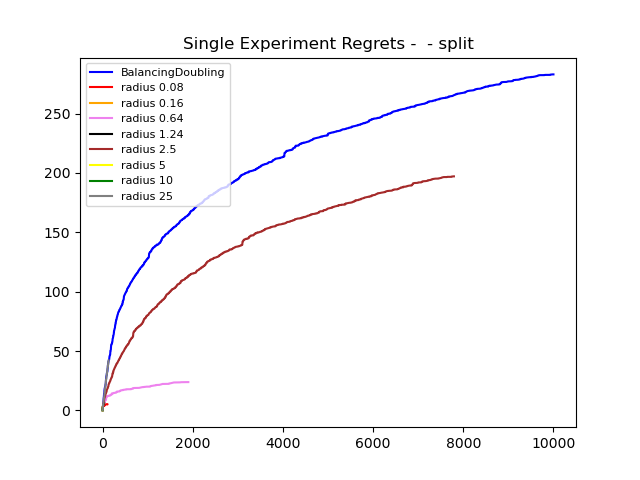 Single Experiment Regrets -  - split
BalancingDoubling
radius 0.08
radius 0.16
radius 0.64
radius 1.24
radius 2.5
radius 5
radius 10
radius 25
250
200
150
100
50
0
0 2000 4000 6000 8000 10000